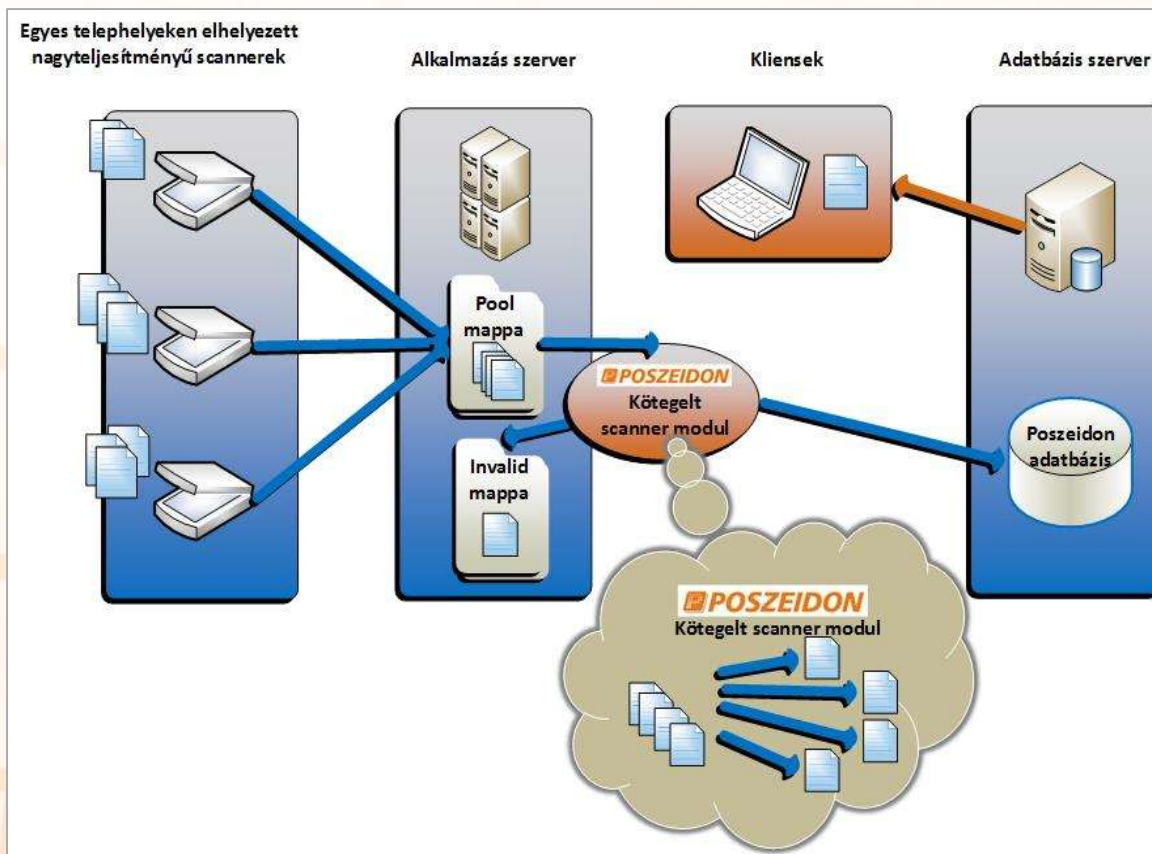 Egyes telephelyeken elhelyezett
nagyteljesítményű scannerek
Alkalmazás szerver
Kliensek
Adatbázis szerver
Pool
mappa
POSZEIDON
Kötegelt
scanner modul
Invalid
mappa
Poszeidon
adatbázis
POSZEIDON
Kötegelt scanner modul